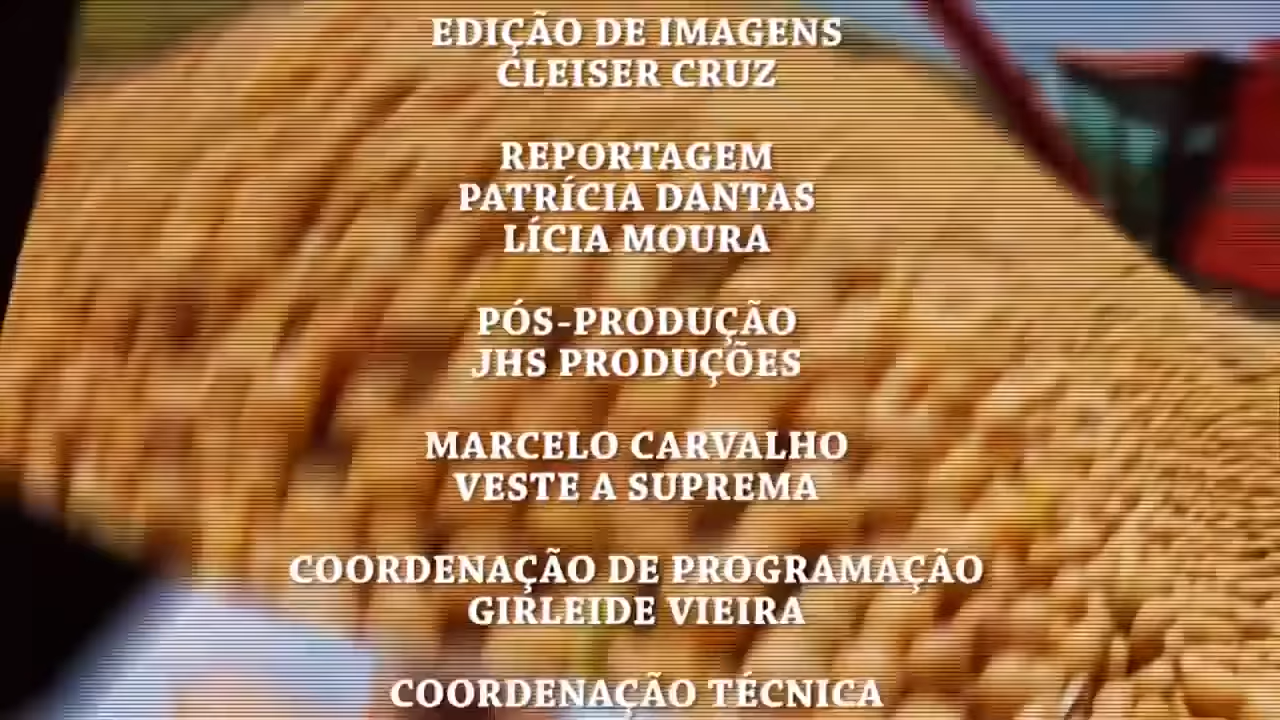 EDIÇÃO DE IMAGENS
CLEISER CRUZ
REPORTAGEM
PATRÍCIA DANTAS
LÍCIA MOURA
PÓS-PRODUÇÃO
JHS PRODUÇÕES
MARCELO CARVALHO
VESTE A SUPREMA
COORDENAÇÃO DE PROGRAMAÇÃO
GIRLEIDE VIEIRA
COORDENAÇÃO TÉCNICA